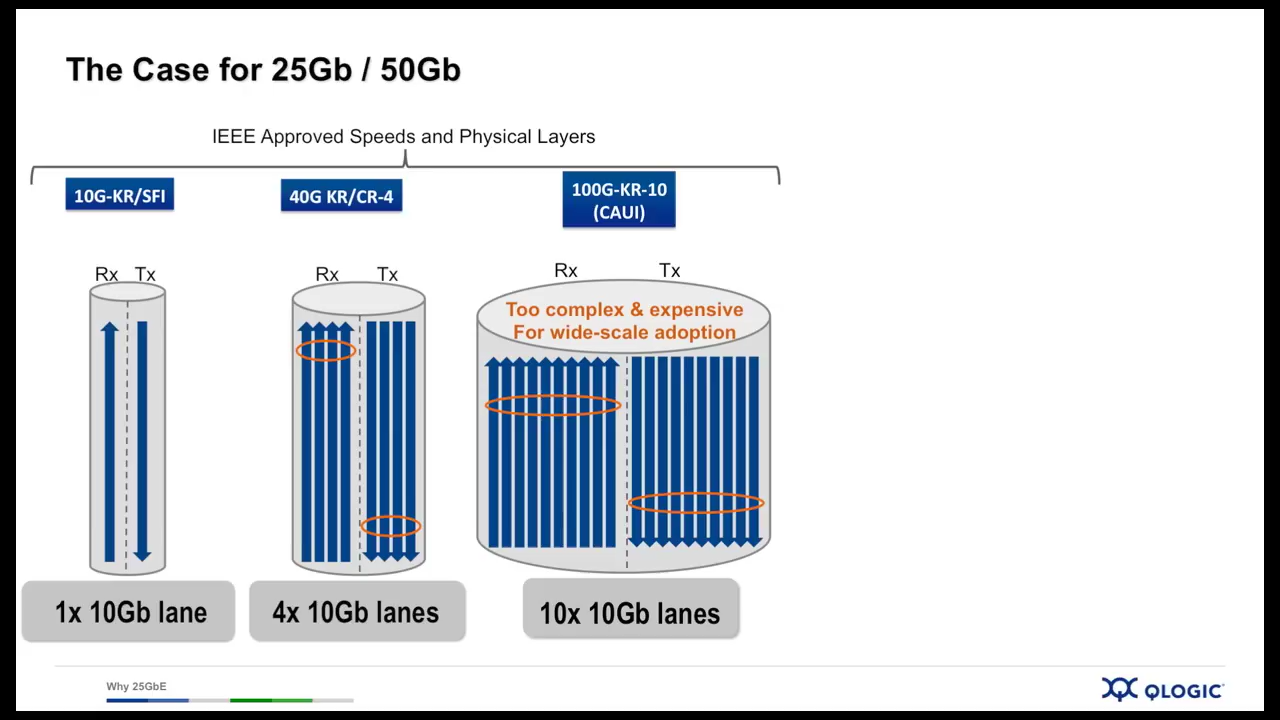 The Case for 25Gb / 50Gb
IEEE Approved Speeds and Physical Layers
10G-KR/SFI
40G KR/CR-4
100G-KR-10
(CAUI)
Rx Tx
Rx Tx
Rx Tx
Too complex & expensive
For wide-scale adoption
1x 10Gb lane
4x 10Gb lanes
10x 10Gb lanes
Why 25GbE
QLOGIC